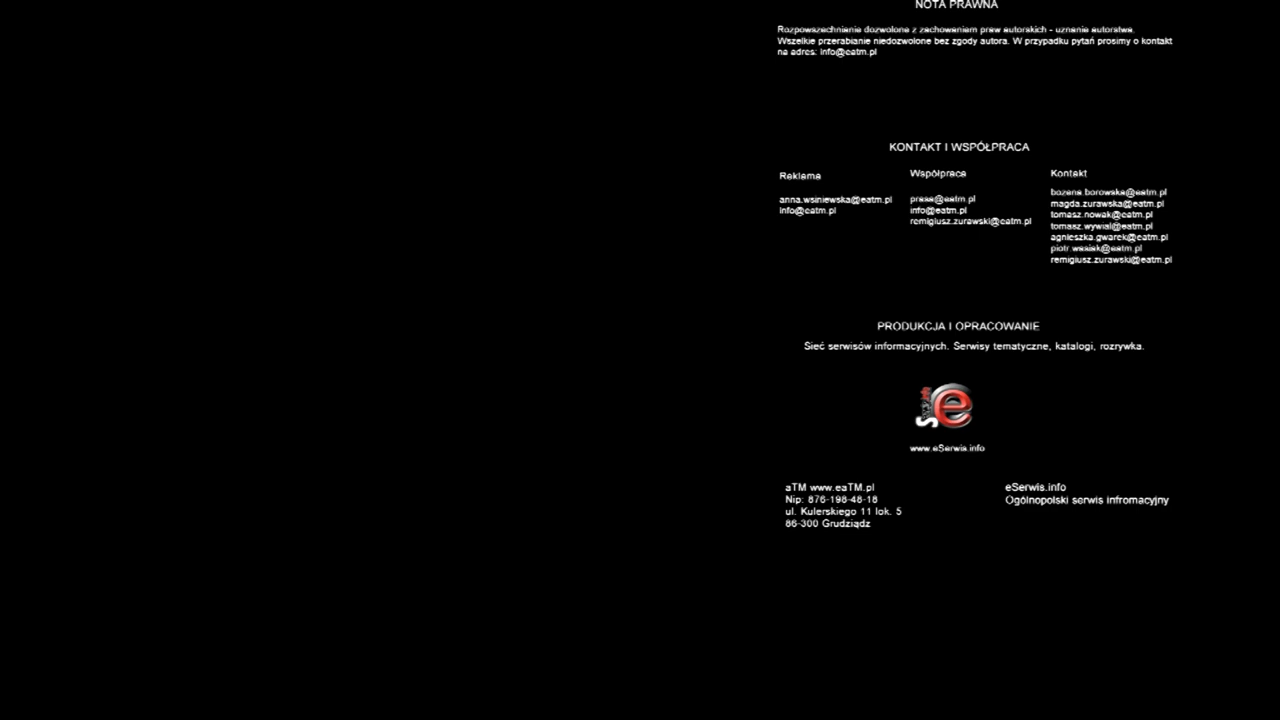 NOTA PRAWNA
Rozpowszechnianie dozwolone z zachowaniem praw autorskich - uznanie autorstwa.
Wszelkie przerabianie niedozwolone bez zgody autora. W przypadku pytań prosimy o kontakt
na adres: info@eatm.pl
KONTAKT I WSPÓŁPRACA
Reklama
anna.wsiniewska@eatm.pl
info@eatm.pl
Współpraca
prasa@eatm.pl
info@eatm.pl
remigiusz.zurawski@eatm.pl
Kontakt
bozena.borowska@eatm.pl
magda.zurawska@eatm.pl
tomasz.nowak@eatm.pl
tomasz.wywial@eatm.pl
agnieszka.gwarek@eatm.pl
piotr.wasiak@eatm.pl
remigiusz.zurawski@eatm.pl
PRODUKCJA I OPRACOWANIE
Sieć serwisów informacyjnych. Serwisy tematyczne, katalogi, rozrywka.
e
www.eSerwis.info
aTM www.eaTM.pl
Nip: 876-198-48-18
ul. Kulerskiego 11 lok. 5
86-300 Grudziądz
eSerwis.info
Ogólnopolski serwis infromacyjny